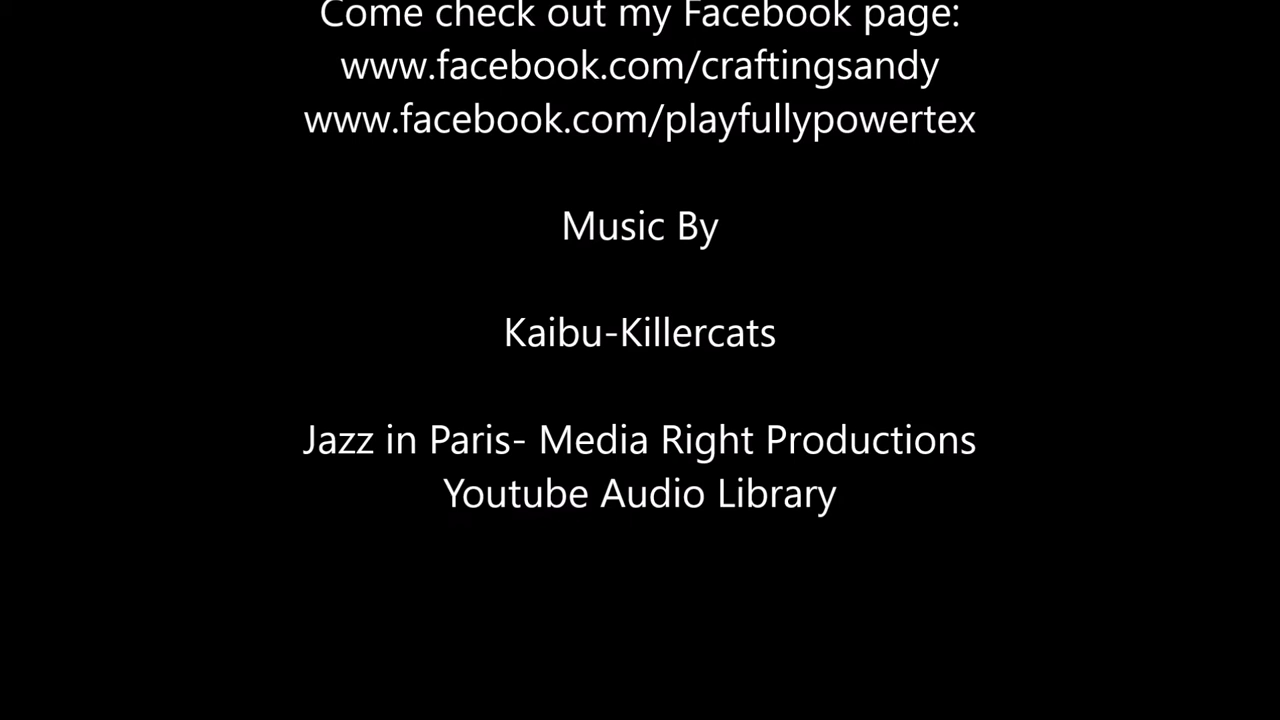 Come check out my Facebook page:
www.facebook.com/craftingsandy
www.facebook.com/playfullypowertex
Music By
Kaibu-Killercats
Jazz in Paris- Media Right Productions
Youtube Audio Library